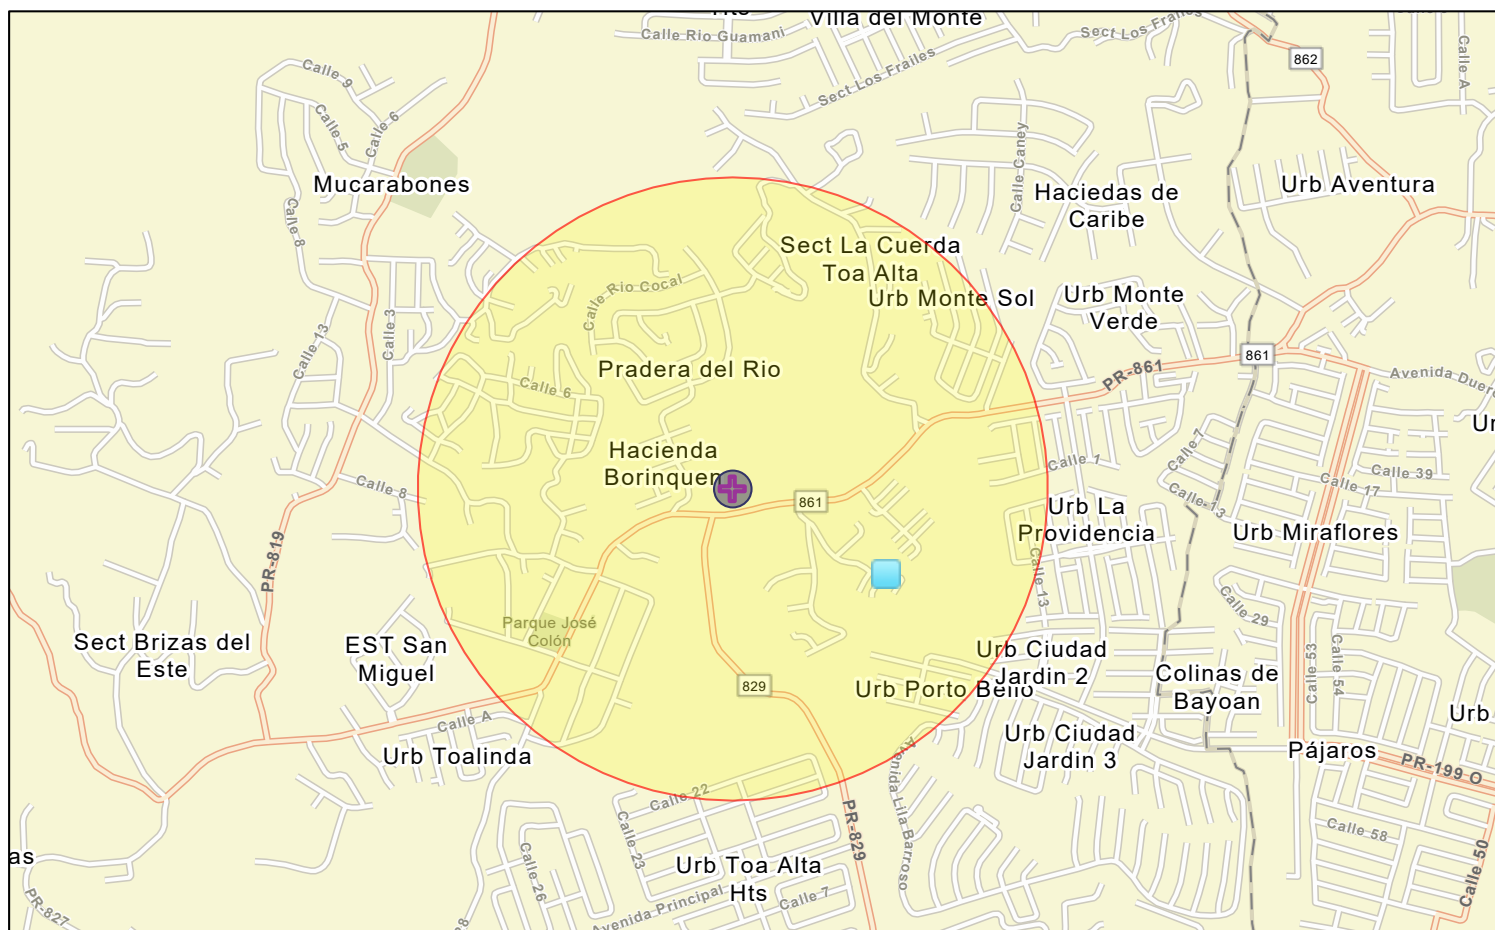 Hts
Villa del Monte
Calle Rio Guamani
Sect Los Frailes
Sect Los Frailes
862
Calle A
Calle 9
Calle 5
Calle 6
Mucarabones
Calle 8
Calle Caney
Haciedas de
Caribe
Urb Aventura
Sect La Cuerda
Toa Alta
Urb Monte Sol
Urb Monte
Verde
Calle Rio Cocal
Calle 13
Calle 3
Pradera del Rio
Calle 6
PR-861
861
Avenida Duero
Ur
Hacienda
Borinquen
Calle 8
861
Calle 1
Calle 7
Calle 13
Calle 39
Calle 17
Urb La
Providencia
Urb Miraflores
PR-819
Calle 13
Calle 29
Parque José
Colón
Sect Brizas del
Este
EST San
Miguel
Urb Ciudad
Jardin 2
Calle 53
Calle 54
Colinas de
Bayoan
829
Urb Porto Bello
Urb
Calle A
Urb Toalinda
Urb Ciudad
Jardin 3
Pájaros
PR-199 O
Avenida Lila Barroso
Calle 22
PR-829
Calle 23
Calle 26
Calle 58
Calle 50
as
Urb Toa Alta
Hts
Avenida Principal
Calle 7
PR-827
8